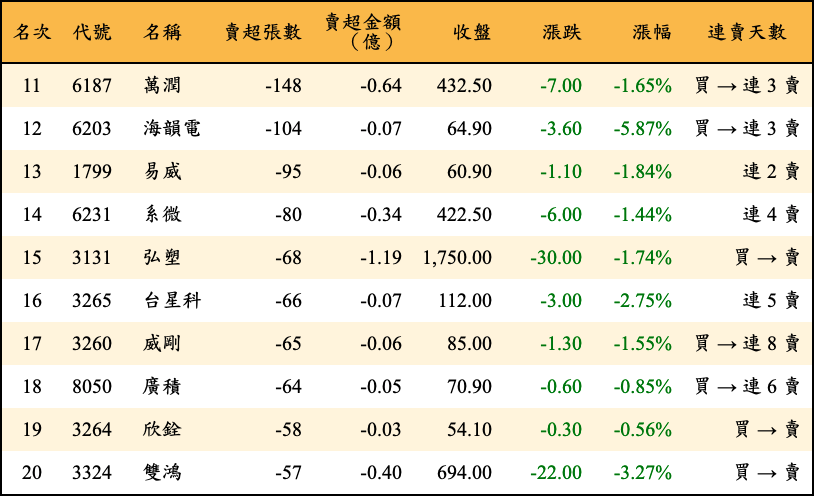 名次 代號 名稱 賣超張數 賣超金額（億） 收盤 漲跌 漲幅 連賣天數
11 6187 萬潤 -148 -0.64 432.50 -7.00 -1.65% 買 → 連 3 賣
12 6203 海韻電 -104 -0.07 64.90 -3.60 -5.87% 買 → 連 3 賣
13 1799 易威 -95 -0.06 60.90 -1.10 -1.84% 連 2 賣
14 6231 系微 -80 -0.34 422.50 -6.00 -1.44% 連 4 賣
15 3131 弘塑 -68 -1.19 1,750.00 -30.00 -1.74% 買 → 賣
16 3265 台星科 -66 -0.07 112.00 -3.00 -2.75% 連 5 賣
17 3260 威剛 -65 -0.06 85.00 -1.30 -1.55% 買 → 連 8 賣
18 8050 廣積 -64 -0.05 70.90 -0.60 -0.85% 買 → 連 6 賣
19 3264 欣銓 -58 -0.03 54.10 -0.30 -0.56% 買 → 賣
20 3324 雙鴻 -57 -0.40 694.00 -22.00 -3.27% 買 → 賣